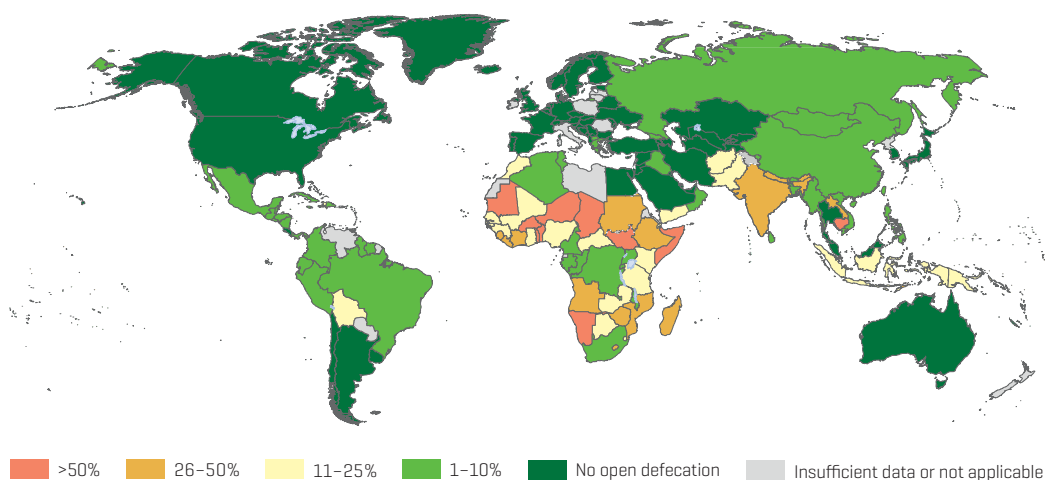 >50% 26–50% 11–25% 1–10% No open defecation Insufficient data or not applicable